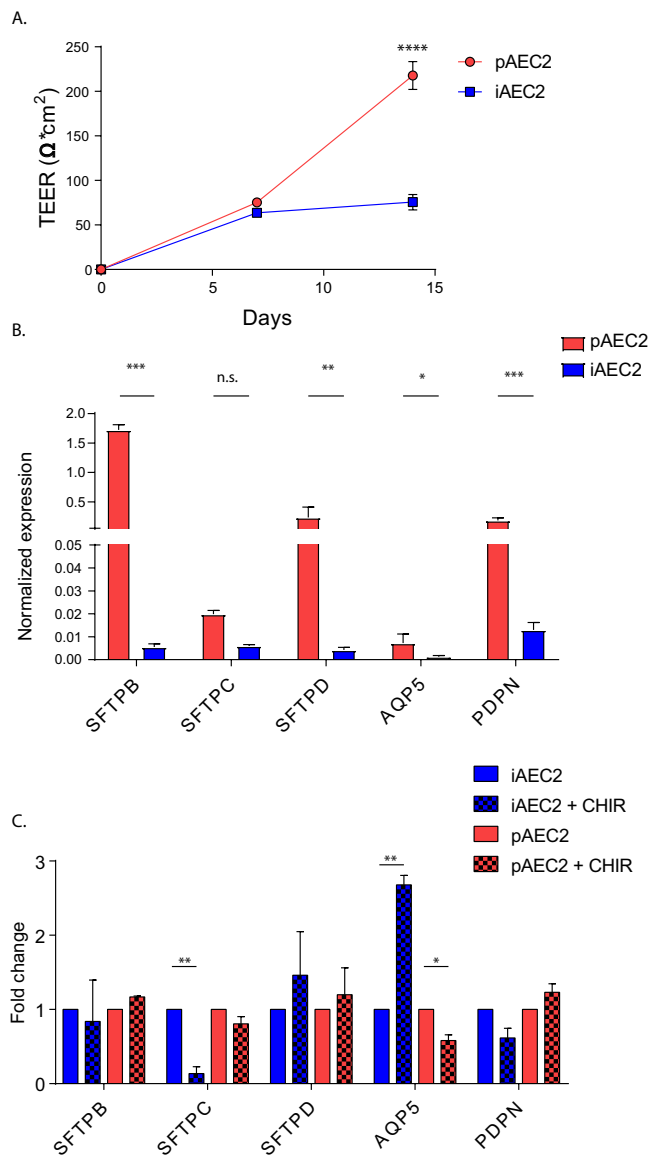 A.
TEER (Ω*cm²)
250
200
150
100
50
0
0
5
10
15
Days
****
pAEC2
iAEC2
B.
pAEC2
iAEC2
***
n.s.
**
*
***
Normalized expression
2.0
1.5
1.0
0.5
0.05
0.04
0.03
0.02
0.01
0.00
SFTPB
SFTPC
SFTPD
AQP5
PDPN
iAEC2
iAEC2 + CHIR
pAEC2
pAEC2 + CHIR
C.
Fold change
3
2
1
0
**
**
*
SFTPB
SFTPC
SFTPD
AQP5
PDPN